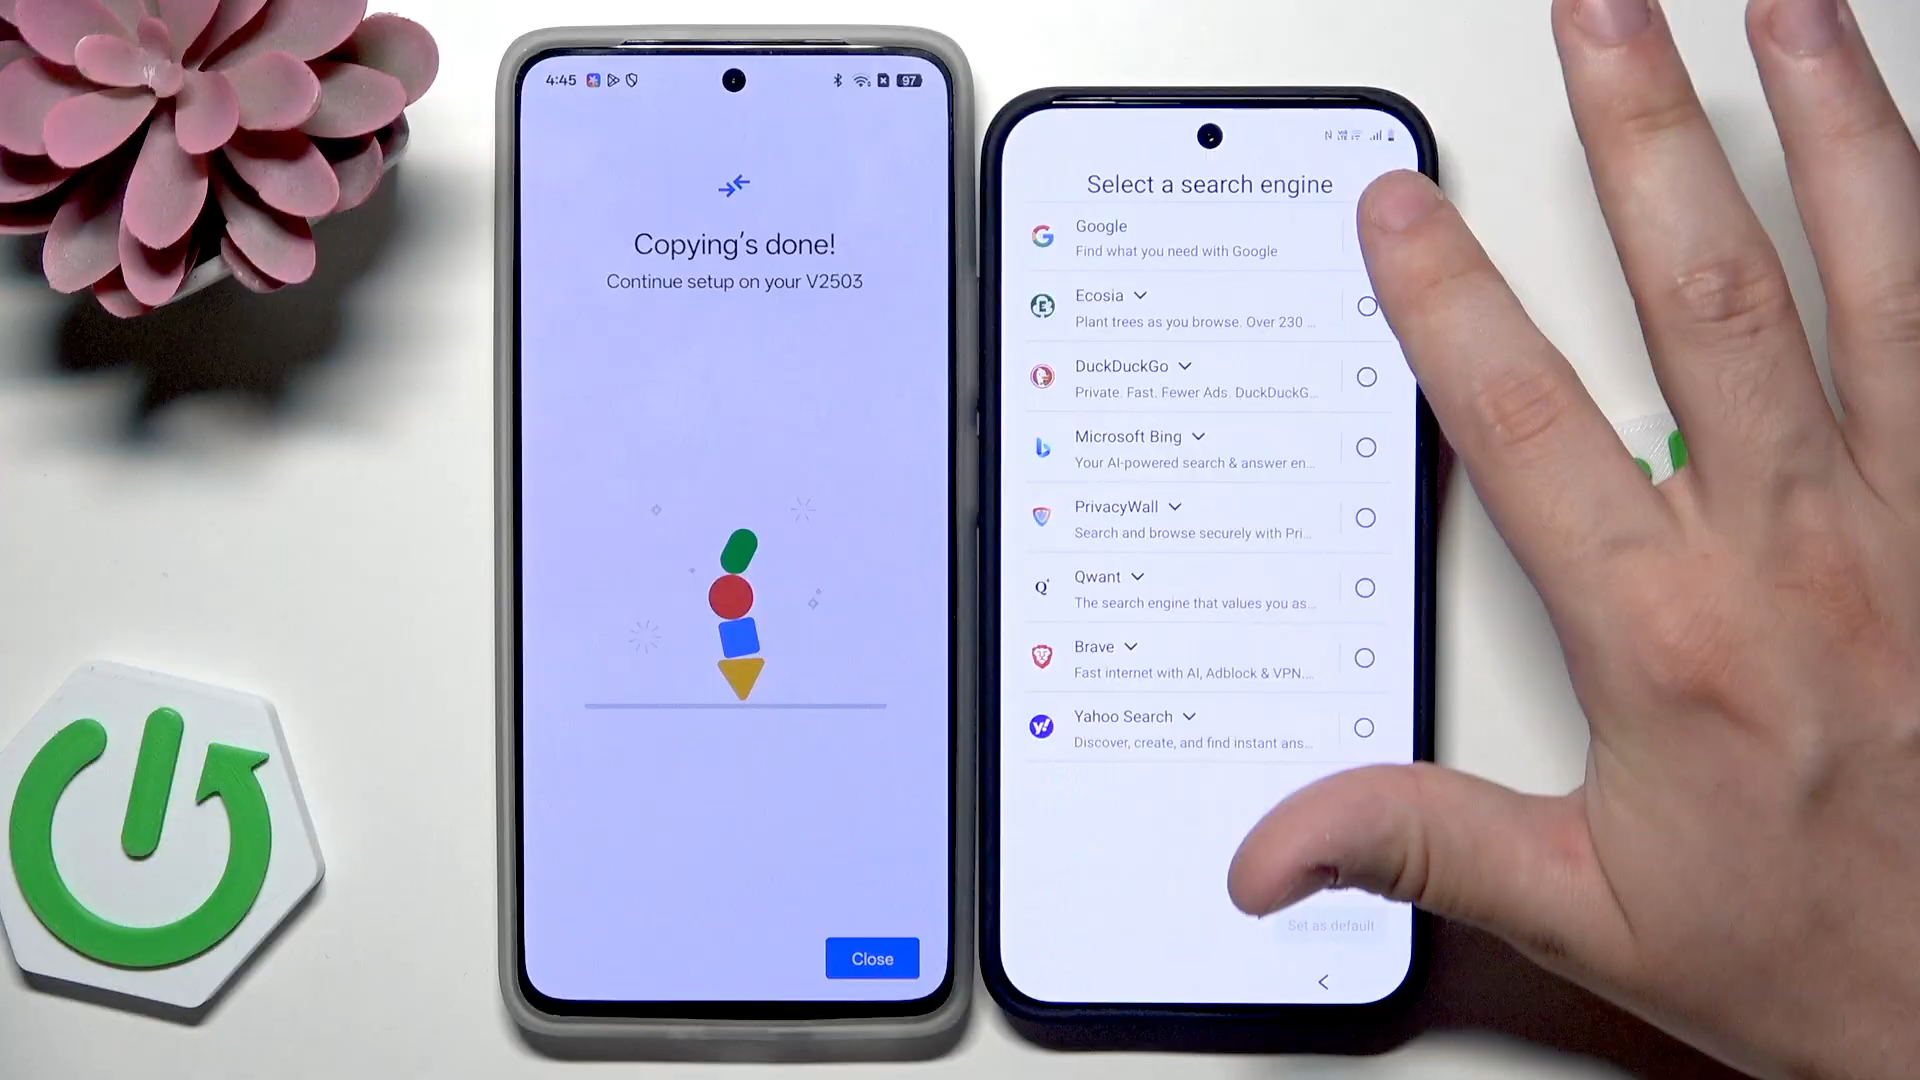 4:45
97
Copying's done!
Continue setup on your V2503
Close
Select a search engine
Google
Find what you need with Google
Ecosia
Plant trees as you browse. Over 230 ...
DuckDuckGo
Private. Fast. Fewer Ads. DuckDuckG...
Microsoft Bing
Your AI-powered search & answer en...
PrivacyWall
Search and browse securely with Pri...
Qwant
The search engine that values you as...
Brave
Fast internet with AI, Adblock & VPN....
Yahoo Search
Discover, create, and find instant ans...
Set as default